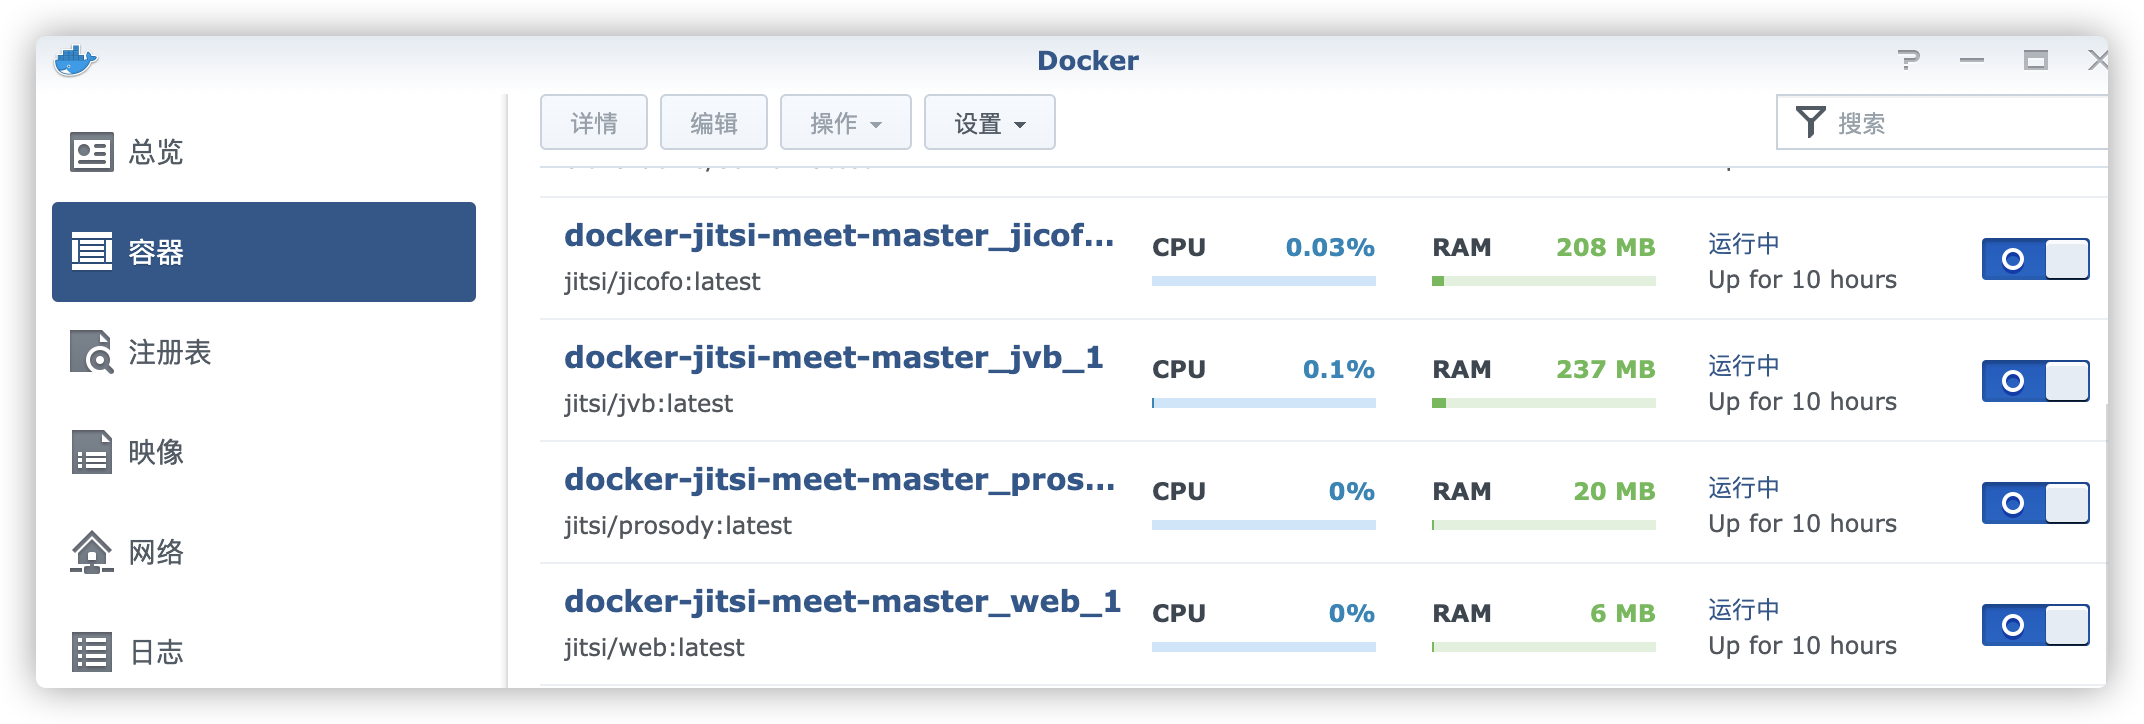 Docker
总览
容器
注册表
映像
网络
日志
详情 编辑 操作 设置 搜索
docker-jitsi-meet-master_jicof... CPU 0.03% RAM 208 MB 运行中
jitsi/jicofo:latest Up for 10 hours
docker-jitsi-meet-master_jvb_1 CPU 0.1% RAM 237 MB 运行中
jitsi/jvb:latest Up for 10 hours
docker-jitsi-meet-master_pros... CPU 0% RAM 20 MB 运行中
jitsi/prosody:latest Up for 10 hours
docker-jitsi-meet-master_web_1 CPU 0% RAM 6 MB 运行中
jitsi/web:latest Up for 10 hours